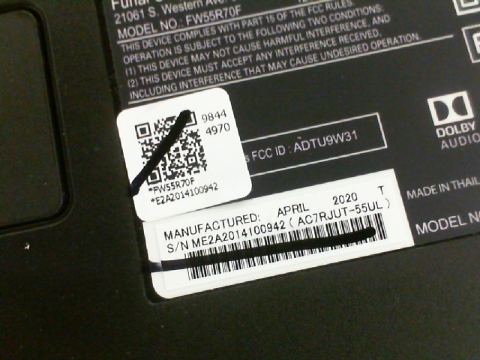 21061 S. Western Ave
MODEL NO.: FW55R70F
THIS DEVICE COMPLIES WITH PART 15 OF THE FCC RULES.
OPERATION IS SUBJECT TO THE FOLLOWING TWO CONDITIONS:
(1) THIS DEVICE MAY NOT CAUSE HARMFUL INTERFERENCE, AND
(2) THIS DEVICE MUST ACCEPT ANY INTERFERENCE RECEIVED,
INCLUDING INTERFERENCE THAT MAY CAUSE UNDESIRED OPERATION.
9844
4970
*FW55R70F
*E2A2014100942
s FCC ID : ADTU9W31
DOLBY
AUDIO
MADE IN THAIL
MANUFACTURED: APRIL 2020 T
S/N ME2A2014100942 ( AC7RJUT-55UL )
MODEL NO